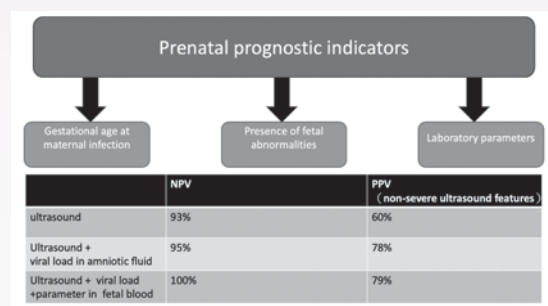 Prenatal prognostic indicators
Gestational age at
maternal infection
Presence of fetal
abnormalities
Laboratory parameters
NPV
PPV
（non-severe ultrasound features）
ultrasound
93%
60%
Ultrasound +
viral load in amniotic fluid
95%
78%
Ultrasound + viral load
+parameter in fetal blood
100%
79%